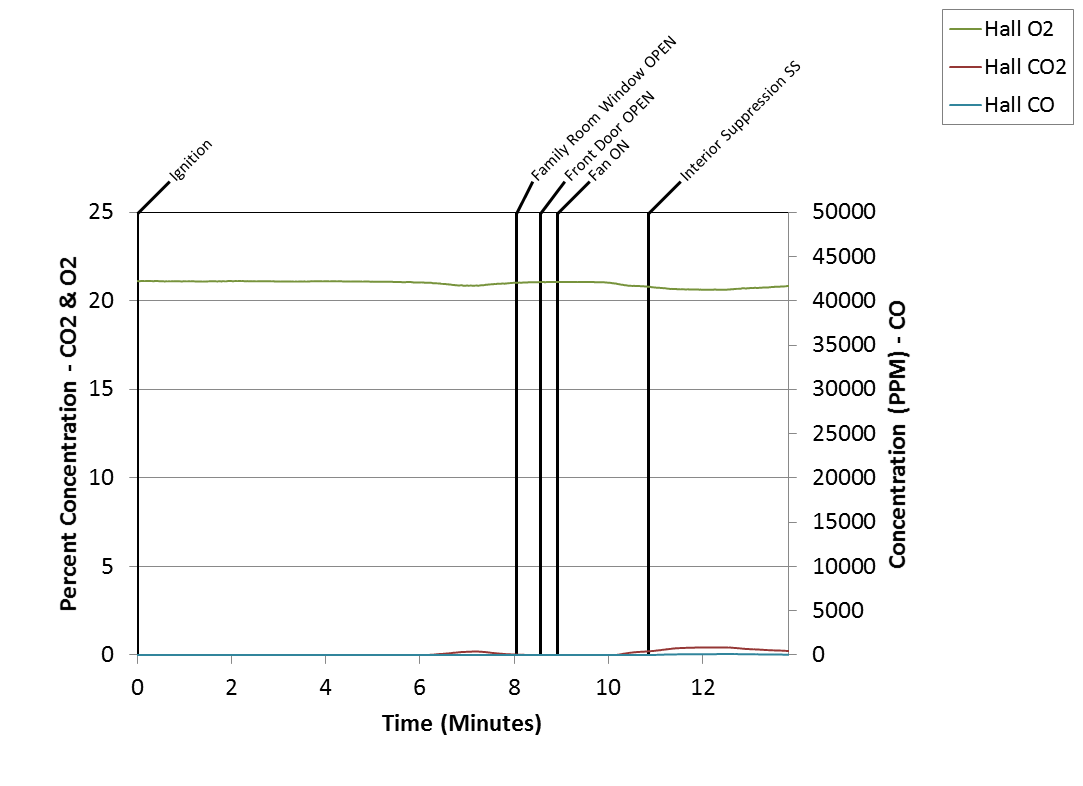 Hall O2
Hall CO2
Hall CO
Ignition
Family Room Window OPEN
Front Door OPEN
Fan ON
Interior Suppression SS
Percent Concentration - CO2 & O2
25
20
15
10
5
0
50000
45000
40000
35000
30000
25000
20000
15000
10000
5000
0
Concentration (PPM) - CO
0 2 4 6 8 10 12
Time (Minutes)